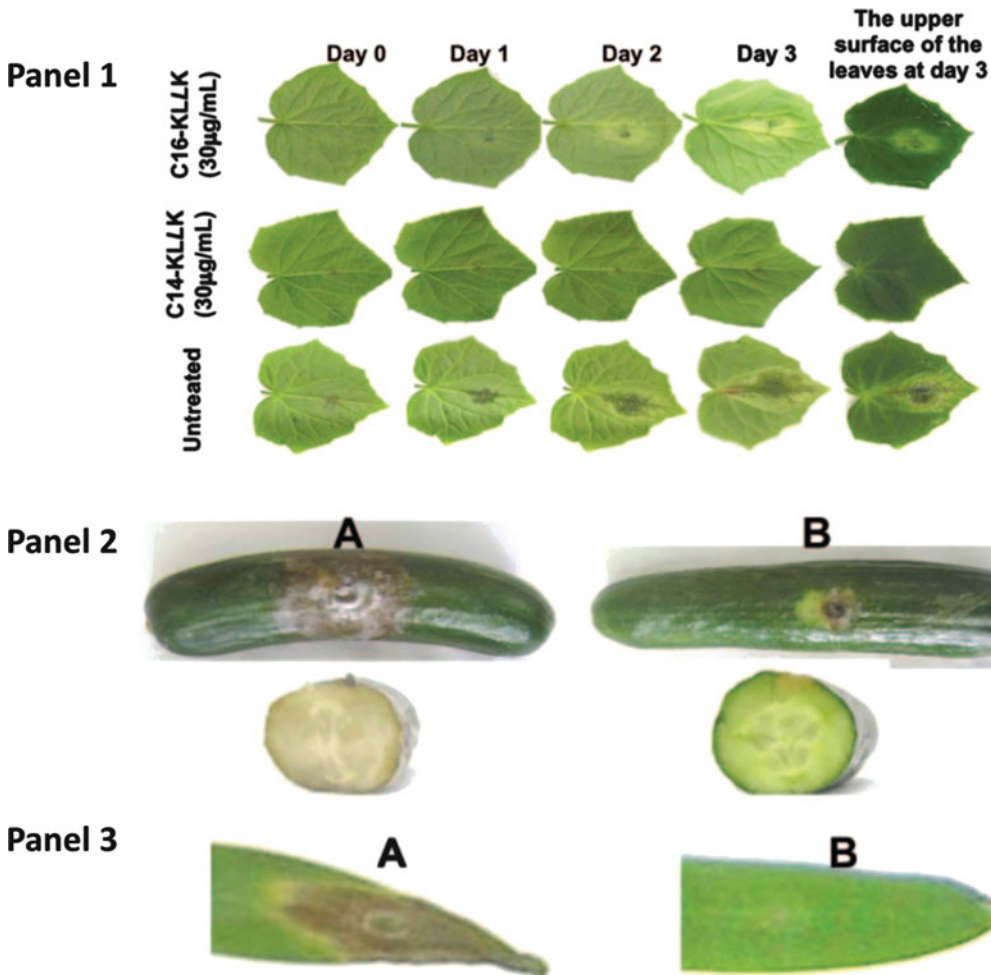 Panel 1
Day 0
Day 1
Day 2
Day 3
The upper
surface of the
leaves at day 3
C16-KLLK
(30µg/mL)
C14-KLLK
(30µg/mL)
Untreated
Panel 2
A
B
Panel 3
A
B